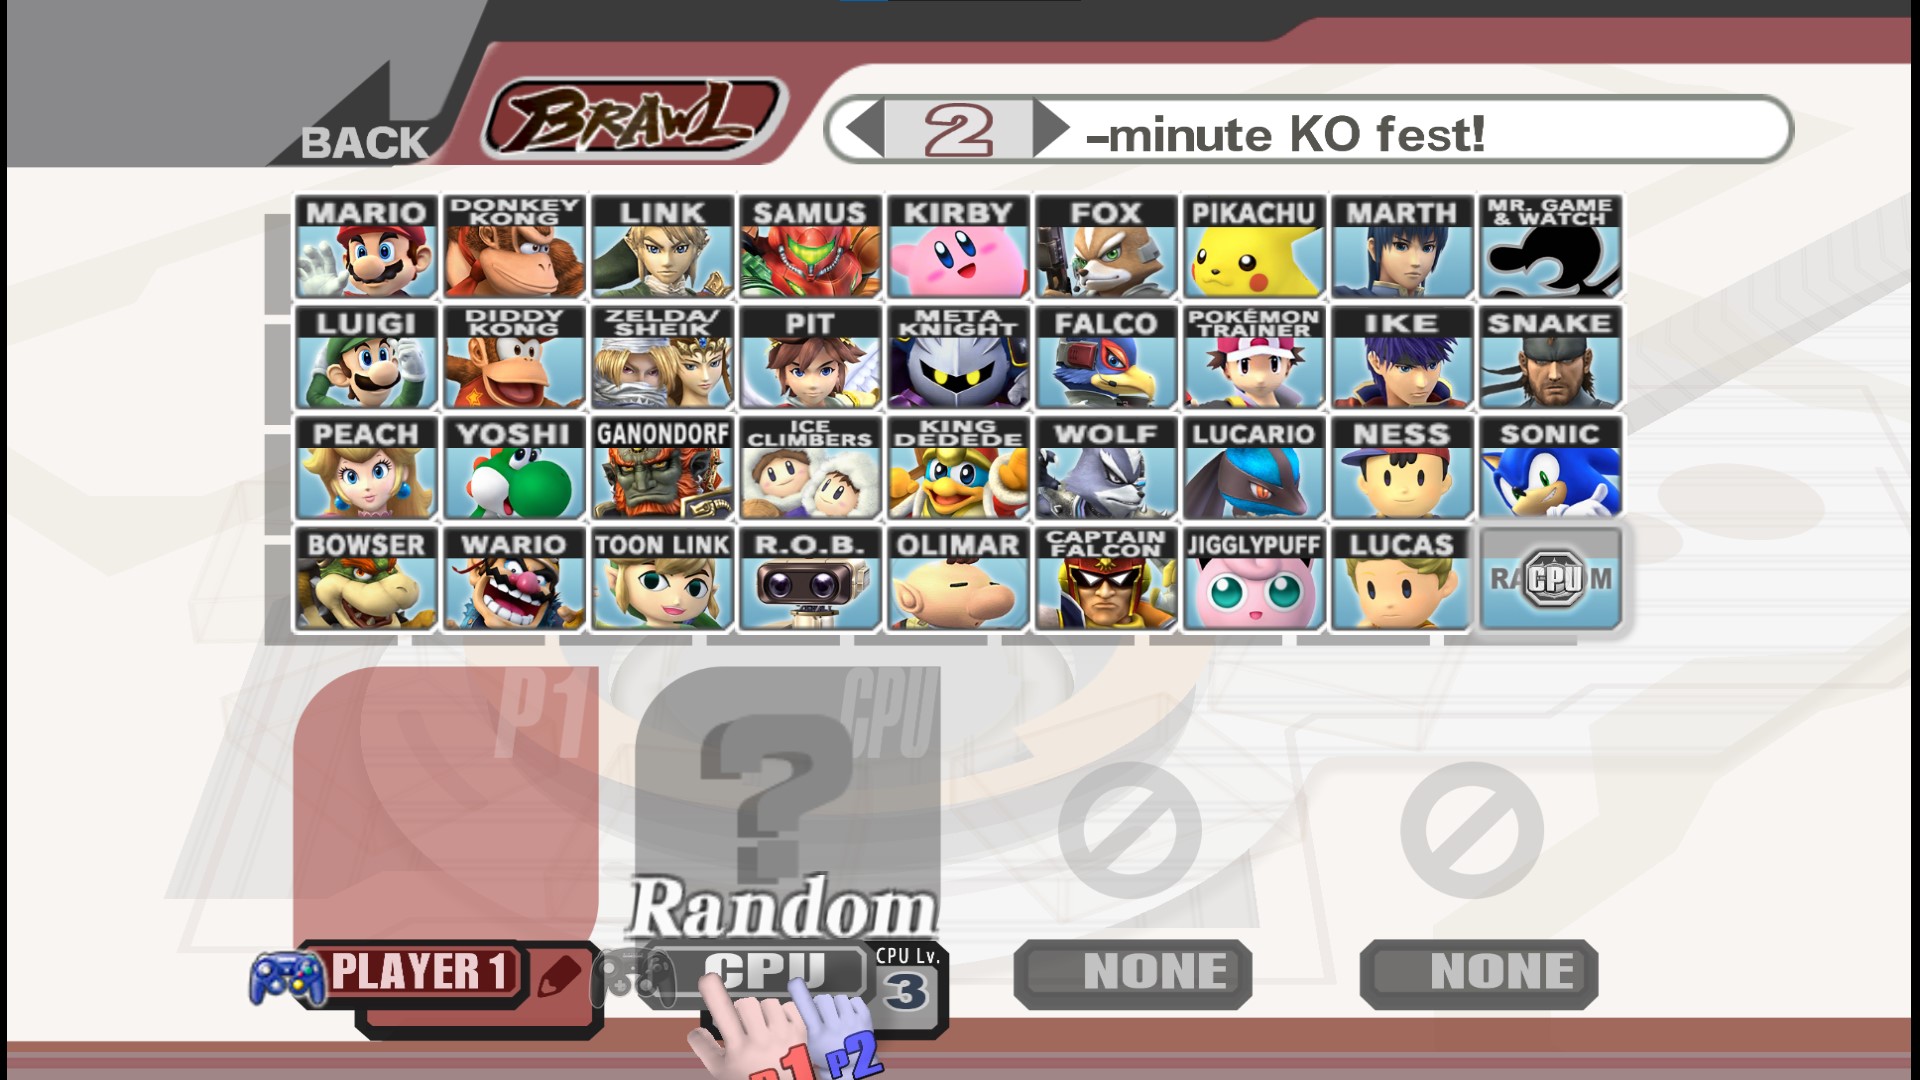 BACK
BRAWL
2 -minute KO fest!
MARIO
DONKEY
KONG
LINK
SAMUS
KIRBY
FOX
PIKACHU
MARTH
MR. GAME
& WATCH
LUIGI
DIDDY
KONG
ZELDA/
SHEIK
PIT
META
KNIGHT
FALCO
POKÉMON
TRAINER
IKE
SNAKE
PEACH
YOSHI
GANONDORF
ICE
CLIMBERS
KING
DEDEDE
WOLF
LUCARIO
NESS
SONIC
BOWSER
WARIO
TOON LINK
R.O.B.
OLIMAR
CAPTAIN
FALCON
JIGGLYPUFF
LUCAS
CPU
P1
CPU
Random
PLAYER 1
CPU
CPU Lv.
3
NONE
NONE
P1
P2